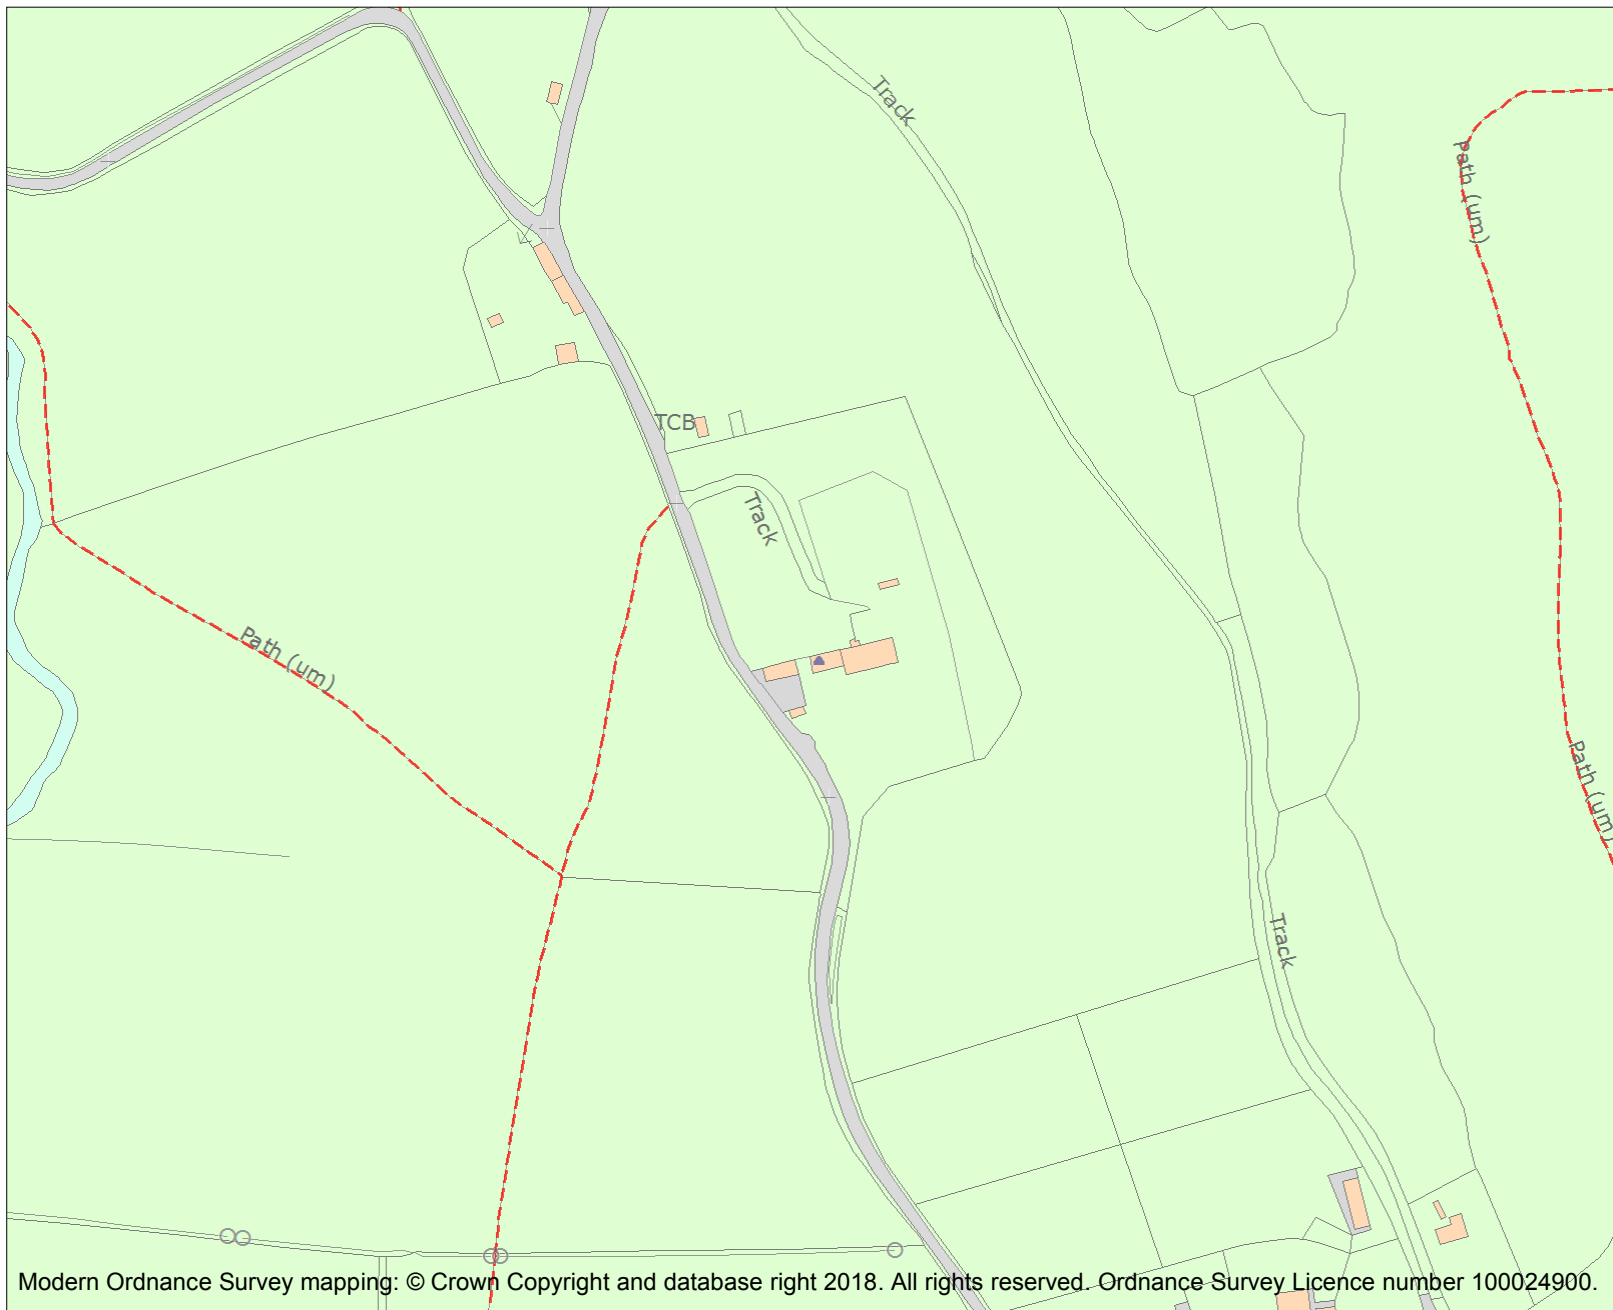 Track
Path (um)
TCB
Track
Path (um)
Path (um)
Track
Modern Ordnance Survey mapping: © Crown Copyright and database right 2018. All rights reserved. Ordnance Survey Licence number 100024900.